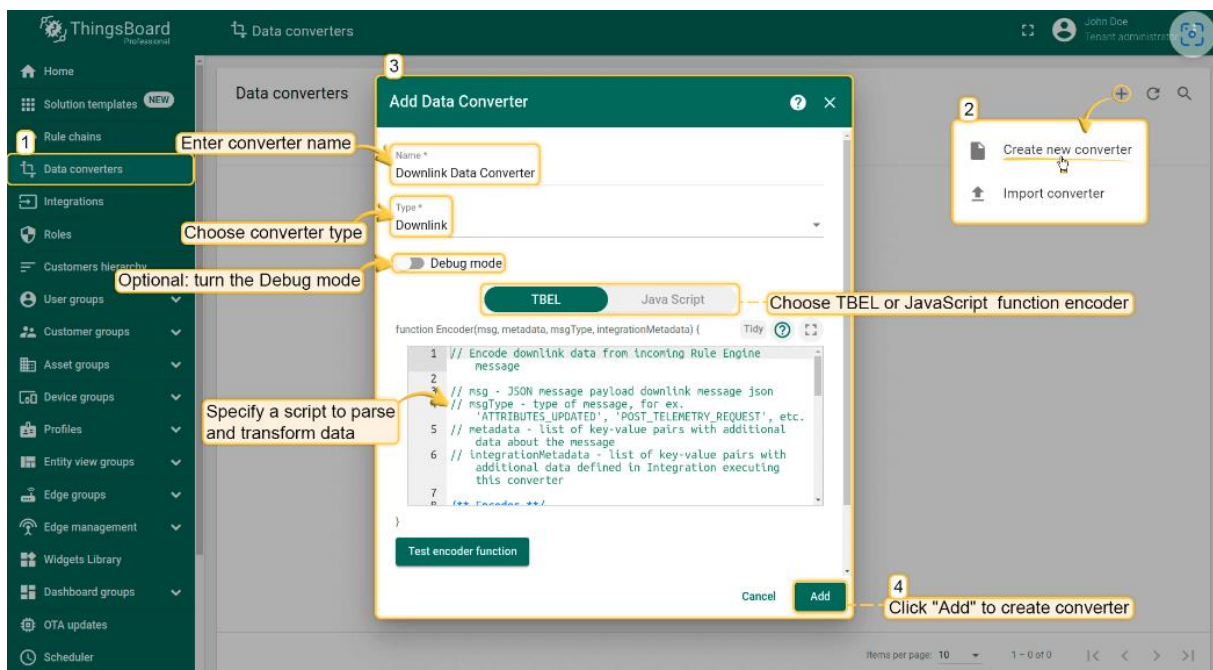 ThingsBoard
Professional
Data converters
John Doe
Tenant administrat
Home
Solution templates NEW
1
Rule chains
Data converters
Integrations
Roles
Customers hierarchy
User groups
Customer groups
Asset groups
Device groups
Profiles
Entity view groups
Edge groups
Edge management
Widgets Library
Dashboard groups
OTA updates
Scheduler
Data converters
2
Create new converter
Import converter
3
Add Data Converter
Enter converter name
Name *
Downlink Data Converter
Choose converter type
Type *
Downlink
Optional: turn the Debug mode
Debug mode
TBEL
Java Script
Choose TBEL or JavaScript function encoder
function Encoder(msg, metadata, msgType, integrationMetadata) {
Tidy
Specify a script to parse
and transform data
1 // Encode downlink data from incoming Rule Engine
message
2
3 // msg - JSON message payload downlink message json
4 // msgType - type of message, for ex.
'ATTRIBUTES_UPDATED', 'POST_TELEMETRY_REQUEST', etc.
5 // metadata - list of key-value pairs with additional
data about the message
6 // integrationMetadata - list of key-value pairs with
additional data defined in Integration executing
this converter
7
8 /** Encoder **/
}
Test encoder function
Cancel
Add
4
Click "Add" to create converter
Items per page: 10
1 – 0 of 0